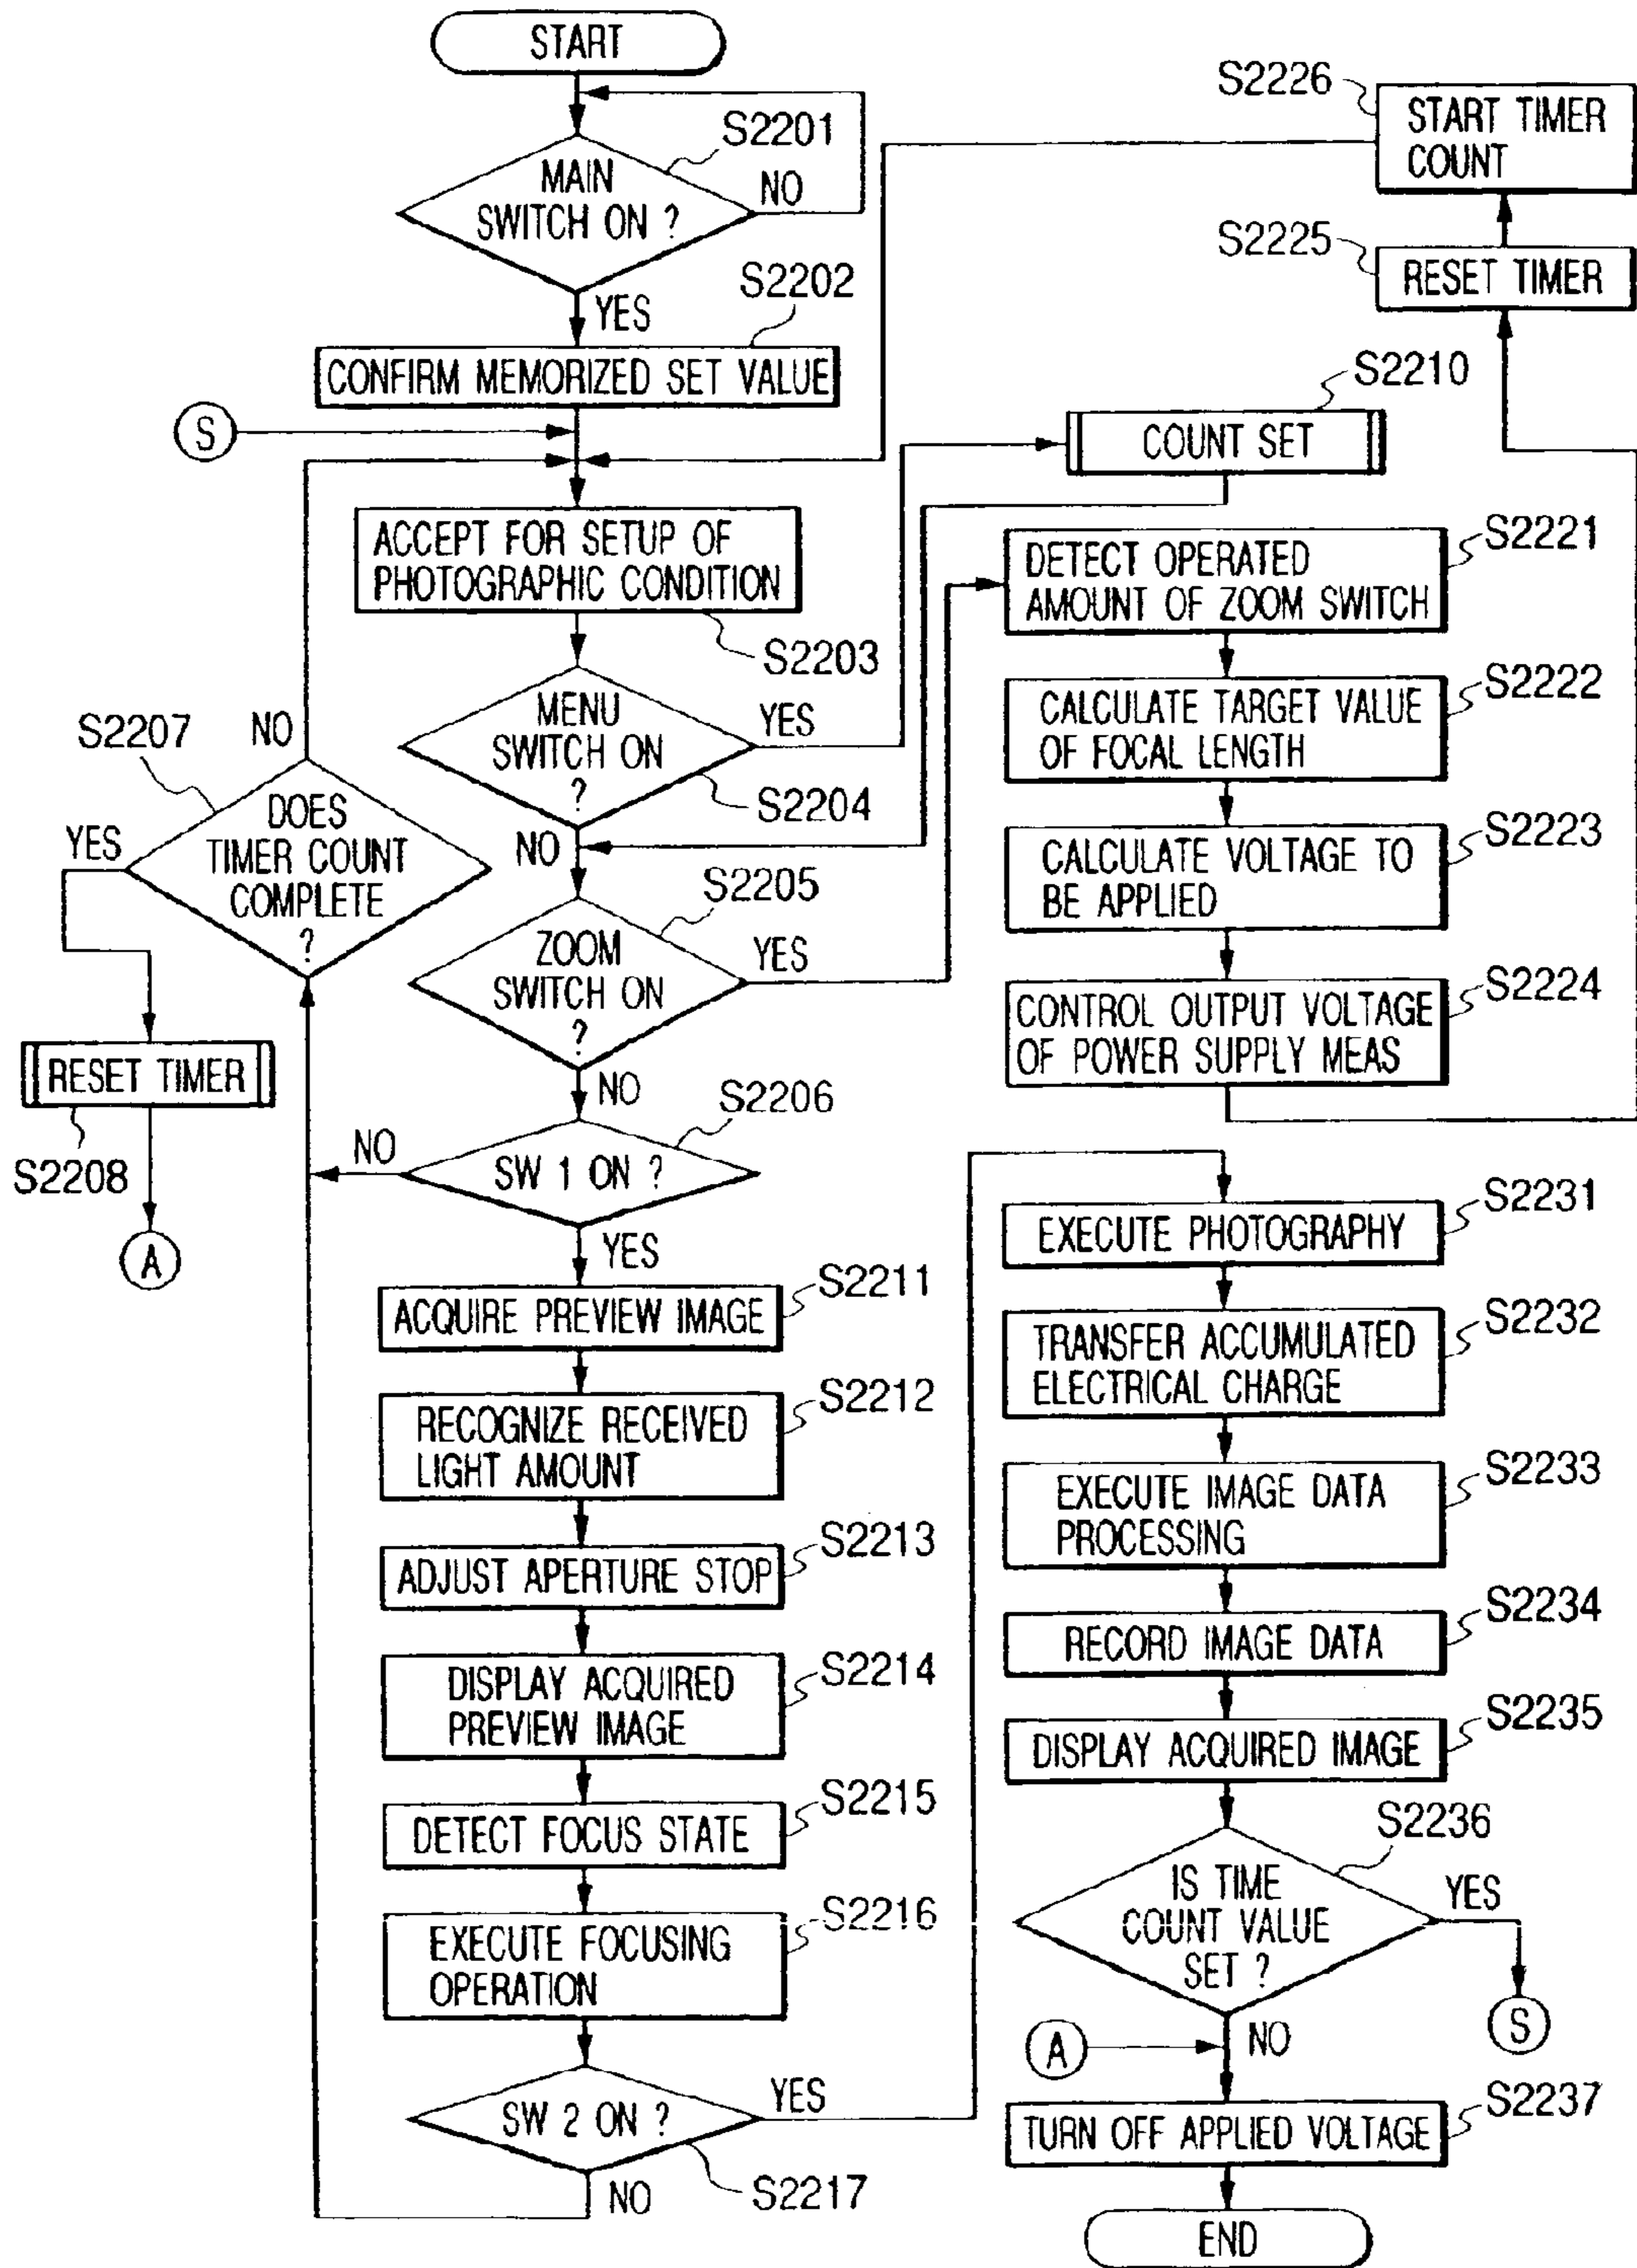 START
S2201
MAIN
SWITCH ON ?
NO
YES
S2202
CONFIRM MEMORIZED SET VALUE
S
ACCEPT FOR SETUP OF
PHOTOGRAPHIC CONDITION
S2203
MENU
SWITCH ON
?
YES
S2204
NO
S2207
NO
DOES
TIMER COUNT
COMPLETE
?
YES
RESET TIMER
S2208
A
S2205
ZOOM
SWITCH ON
?
YES
NO
S2206
SW 1 ON ?
NO
YES
S2211
ACQUIRE PREVIEW IMAGE
S2212
RECOGNIZE RECEIVED
LIGHT AMOUNT
S2213
ADJUST APERTURE STOP
S2214
DISPLAY ACQUIRED
PREVIEW IMAGE
S2215
DETECT FOCUS STATE
S2216
EXECUTE FOCUSING
OPERATION
SW 2 ON ?
YES
S2217
NO
S2226
START TIMER
COUNT
S2225
RESET TIMER
S2210
COUNT SET
S2221
DETECT OPERATED
AMOUNT OF ZOOM SWITCH
S2222
CALCULATE TARGET VALUE
OF FOCAL LENGTH
S2223
CALCULATE VOLTAGE TO
BE APPLIED
S2224
CONTROL OUTPUT VOLTAGE
OF POWER SUPPLY MEAS
S2231
EXECUTE PHOTOGRAPHY
S2232
TRANSFER ACCUMULATED
ELECTRICAL CHARGE
S2233
EXECUTE IMAGE DATA
PROCESSING
S2234
RECORD IMAGE DATA
S2235
DISPLAY ACQUIRED IMAGE
S2236
IS TIME
COUNT VALUE
SET ?
YES
S
NO
A
S2237
TURN OFF APPLIED VOLTAGE
END